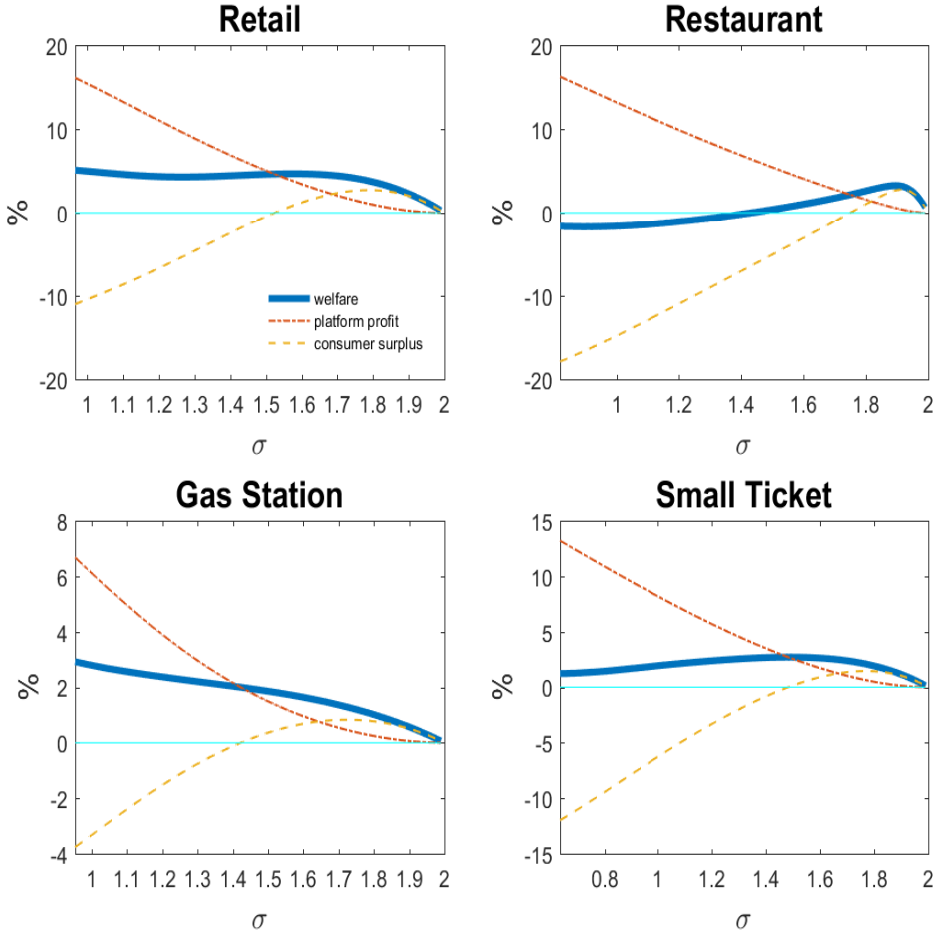 Retail
20
10
0
-10
-20
%
welfare
platform profit
consumer surplus
1 1.1 1.2 1.3 1.4 1.5 1.6 1.7 1.8 1.9 2
σ
Restaurant
20
10
0
-10
-20
%
1 1.2 1.4 1.6 1.8 2
σ
Gas Station
8
6
4
2
0
-2
-4
%
1 1.1 1.2 1.3 1.4 1.5 1.6 1.7 1.8 1.9 2
σ
Small Ticket
15
10
5
0
-5
-10
-15
%
0.8 1 1.2 1.4 1.6 1.8 2
σ